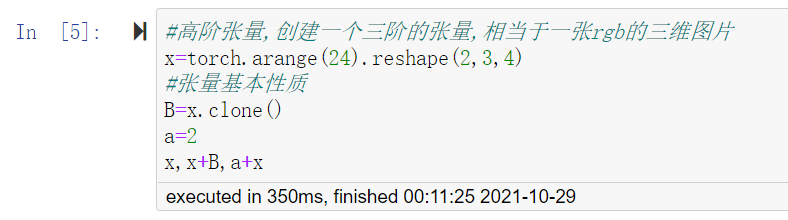 In [5]:
#高阶张量,创建一个三阶的张量,相当于一张rgb的三维图片
x=torch.arange(24).reshape(2,3,4)
#张量基本性质
B=x.clone()
a=2
x,x+B,a+x
executed in 350ms, finished 00:11:25 2021-10-29